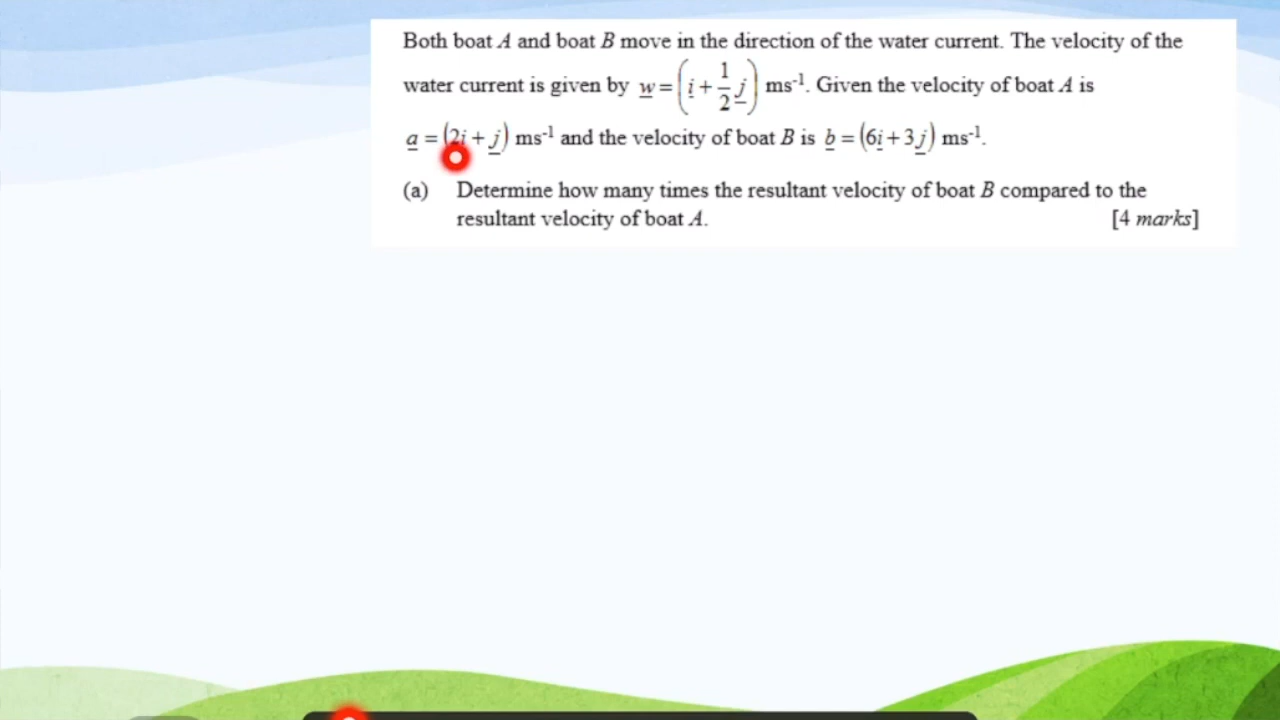 Both boat A and boat B move in the direction of the water current. The velocity of the
water current is given by w = (i + 1/2 j) ms⁻¹. Given the velocity of boat A is
a = (2i + j) ms⁻¹ and the velocity of boat B is b = (6i + 3j) ms⁻¹.
(a) Determine how many times the resultant velocity of boat B compared to the
resultant velocity of boat A. [4 marks]